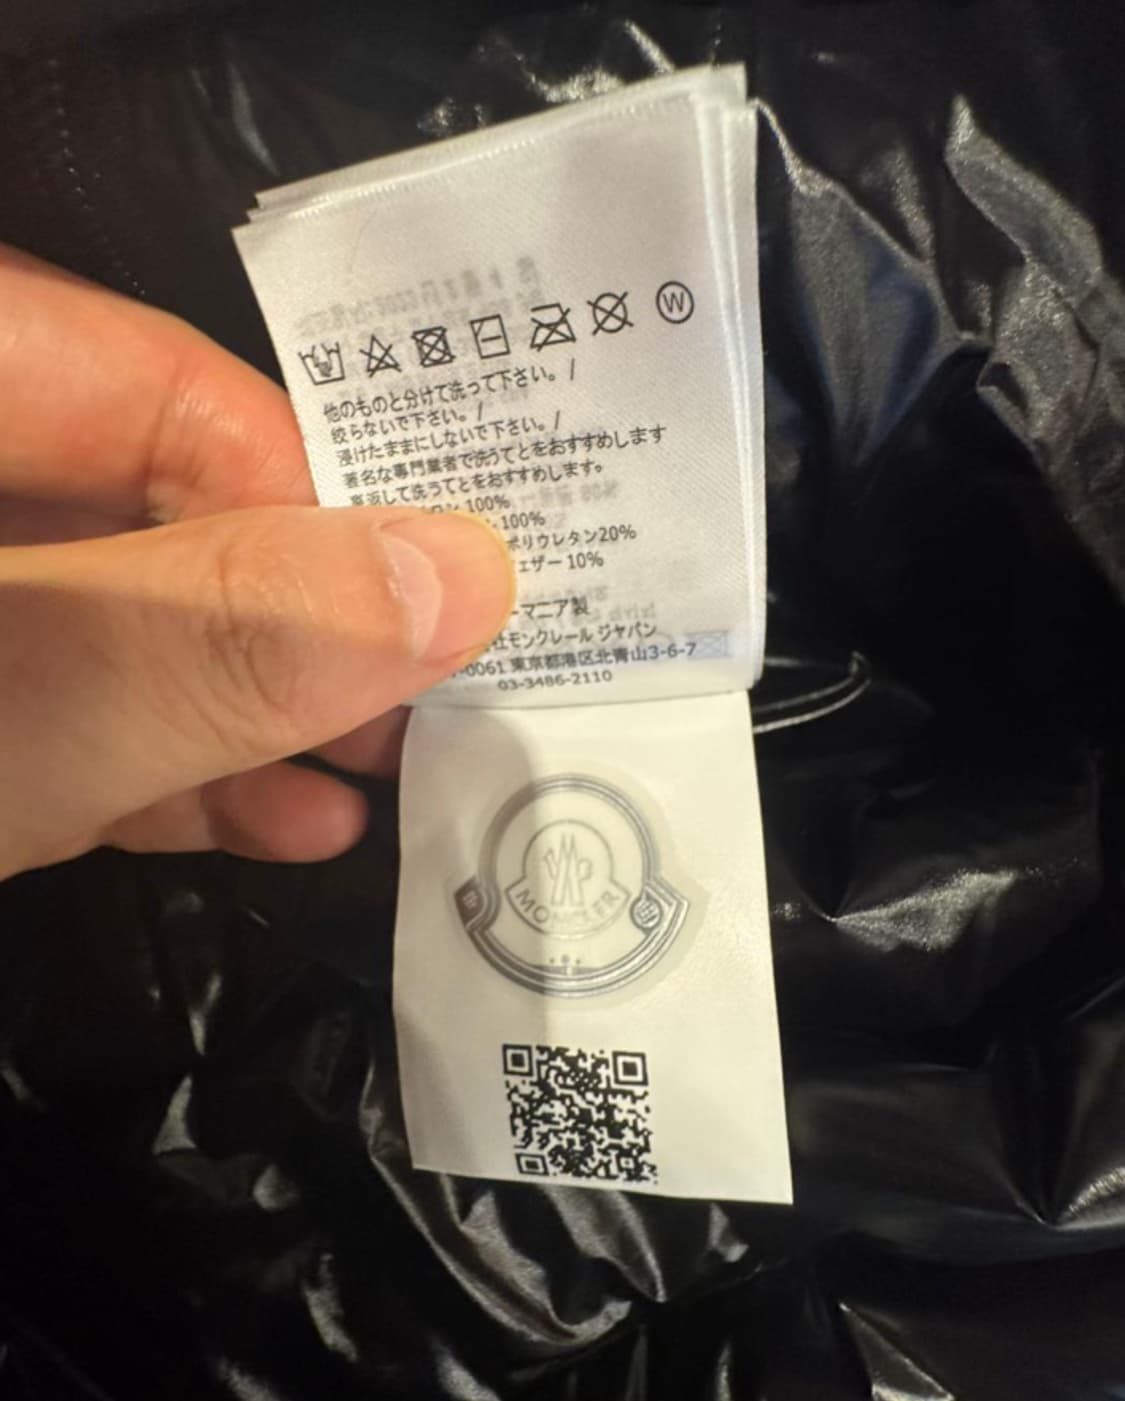 W
他のものと分けて洗って下さい。/
絞らないで下さい。/
浸けたままにしないで下さい。/
著名な専門業者で洗うてとをおすすめします
裏返して洗うてとをおすすめします。
ロン 100%
100%
ポリウレタン20%
ェザー 10%
ーマニア製
社モンクレール ジャパン
-0061 東京都港区北青山3-6-7
03-3486-2110
MONCLER